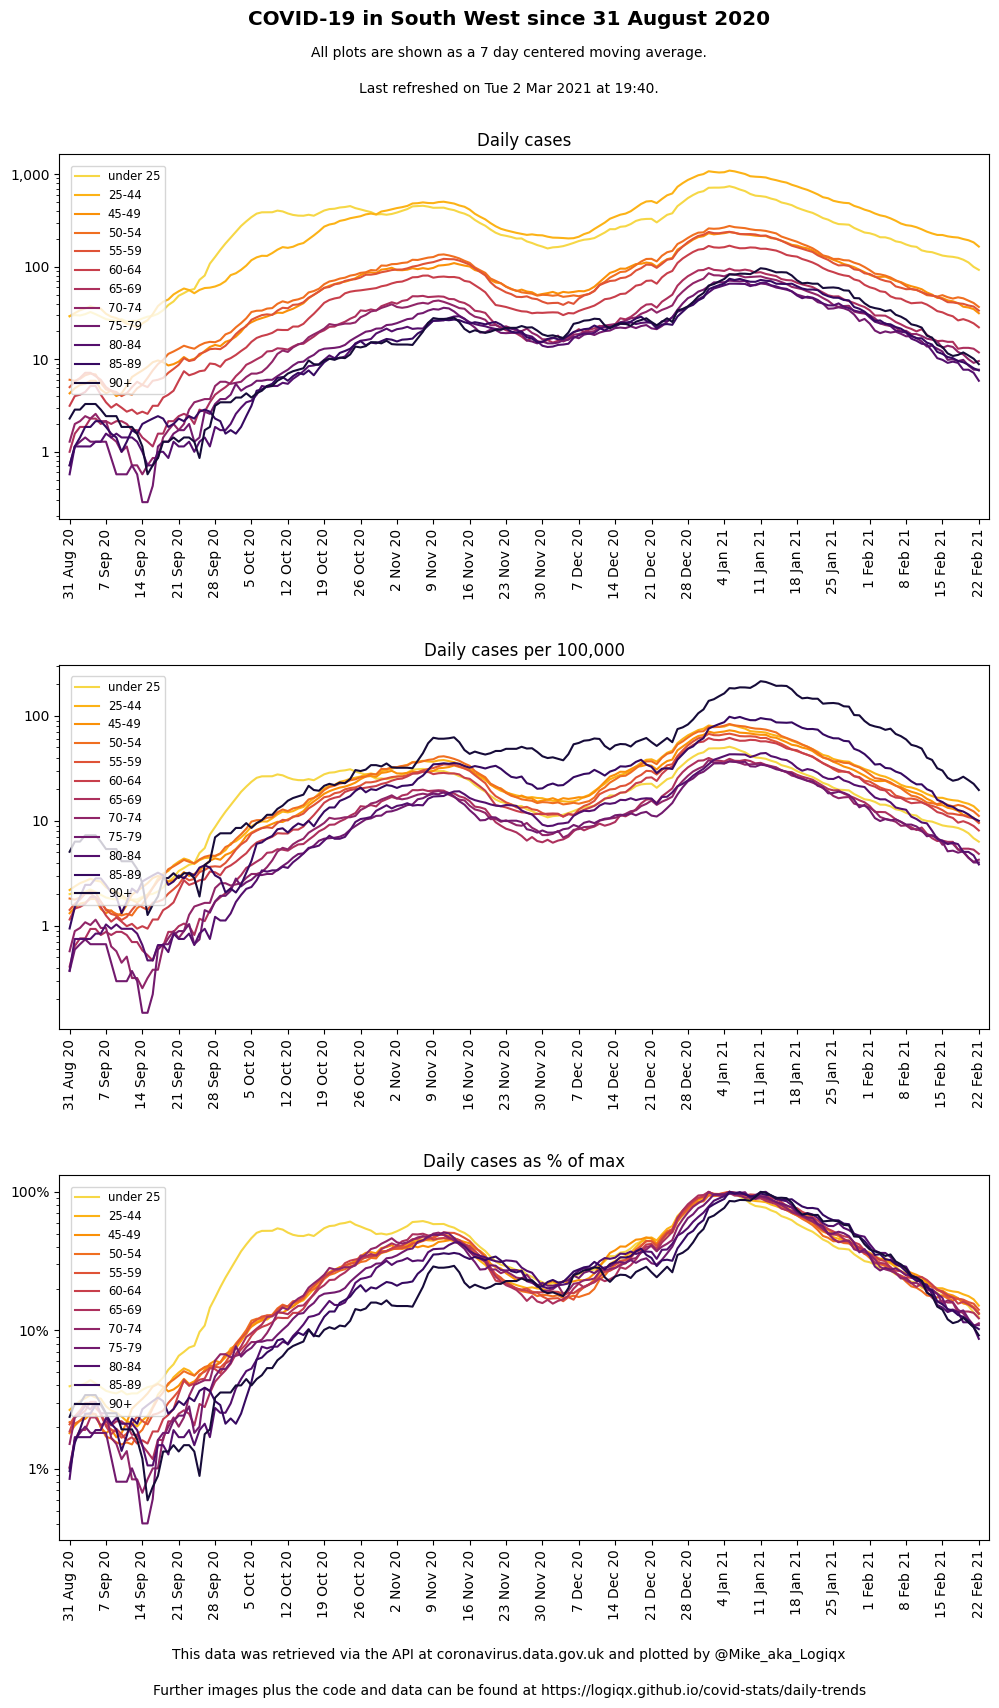 COVID-19 in South West since 31 August 2020
All plots are shown as a 7 day centered moving average.
Last refreshed on Tue 2 Mar 2021 at 19:40.
Daily cases
1,000
100
10
1
under 25
25-44
45-49
50-54
55-59
60-64
65-69
70-74
75-79
80-84
85-89
90+
31 Aug 20
7 Sep 20
14 Sep 20
21 Sep 20
28 Sep 20
5 Oct 20
12 Oct 20
19 Oct 20
26 Oct 20
2 Nov 20
9 Nov 20
16 Nov 20
23 Nov 20
30 Nov 20
7 Dec 20
14 Dec 20
21 Dec 20
28 Dec 20
4 Jan 21
11 Jan 21
18 Jan 21
25 Jan 21
1 Feb 21
8 Feb 21
15 Feb 21
22 Feb 21
Daily cases per 100,000
100
10
1
under 25
25-44
45-49
50-54
55-59
60-64
65-69
70-74
75-79
80-84
85-89
90+
31 Aug 20
7 Sep 20
14 Sep 20
21 Sep 20
28 Sep 20
5 Oct 20
12 Oct 20
19 Oct 20
26 Oct 20
2 Nov 20
9 Nov 20
16 Nov 20
23 Nov 20
30 Nov 20
7 Dec 20
14 Dec 20
21 Dec 20
28 Dec 20
4 Jan 21
11 Jan 21
18 Jan 21
25 Jan 21
1 Feb 21
8 Feb 21
15 Feb 21
22 Feb 21
Daily cases as % of max
100%
10%
1%
under 25
25-44
45-49
50-54
55-59
60-64
65-69
70-74
75-79
80-84
85-89
90+
31 Aug 20
7 Sep 20
14 Sep 20
21 Sep 20
28 Sep 20
5 Oct 20
12 Oct 20
19 Oct 20
26 Oct 20
2 Nov 20
9 Nov 20
16 Nov 20
23 Nov 20
30 Nov 20
7 Dec 20
14 Dec 20
21 Dec 20
28 Dec 20
4 Jan 21
11 Jan 21
18 Jan 21
25 Jan 21
1 Feb 21
8 Feb 21
15 Feb 21
22 Feb 21
This data was retrieved via the API at coronavirus.data.gov.uk and plotted by @Mike_aka_Logiqx
Further images plus the code and data can be found at https://logiqx.github.io/covid-stats/daily-trends